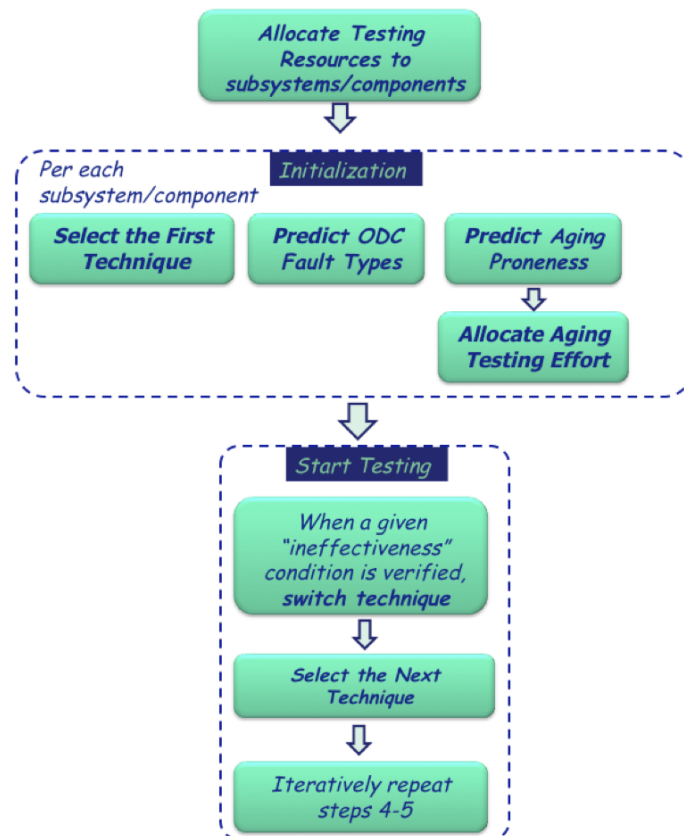 Allocate Testing
Resources to
subsystems/components
Initialization
Per each
subsystem/component
Select the First
Technique
Predict ODC
Fault Types
Predict Aging
Proneness
Allocate Aging
Testing Effort
Start Testing
When a given
"ineffectiveness"
condition is verified,
switch technique
Select the Next
Technique
Iteratively repeat
steps 4-5